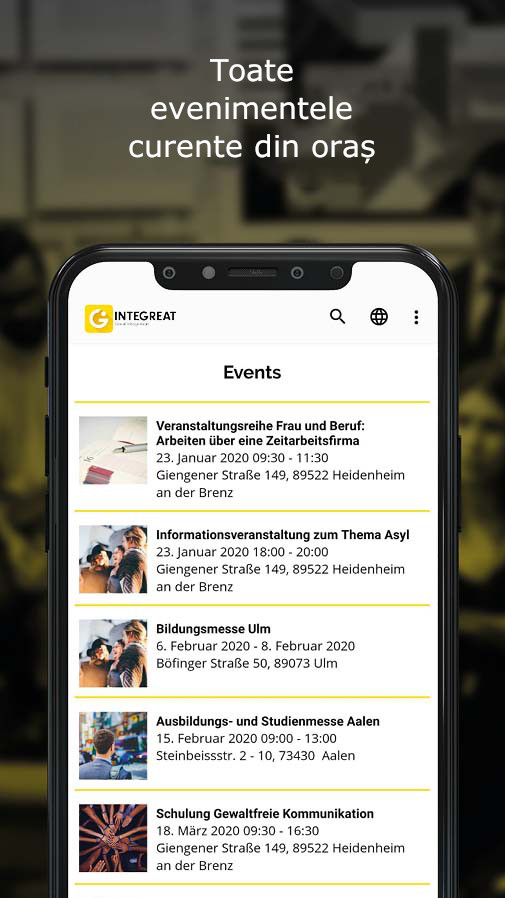 Toate
evenimentele
curente din oraș
INTEGREAT
Events
Veranstaltungsreihe Frau und Beruf:
Arbeiten über eine Zeitarbeitsfirma
23. Januar 2020 09:30 - 11:30
Giengener Straße 149, 89522 Heidenheim
an der Brenz
Informationsveranstaltung zum Thema Asyl
23. Januar 2020 18:00 - 20:00
Giengener Straße 149, 89522 Heidenheim
an der Brenz
Bildungsmesse Ulm
6. Februar 2020 - 8. Februar 2020
Böfinger Straße 50, 89073 Ulm
Ausbildungs- und Studienmesse Aalen
15. Februar 2020 09:00 - 13:00
Steinbeissstr. 2 - 10, 73430 Aalen
Schulung Gewaltfreie Kommunikation
18. März 2020 09:30 - 16:30
Giengener Straße 149, 89522 Heidenheim
an der Brenz